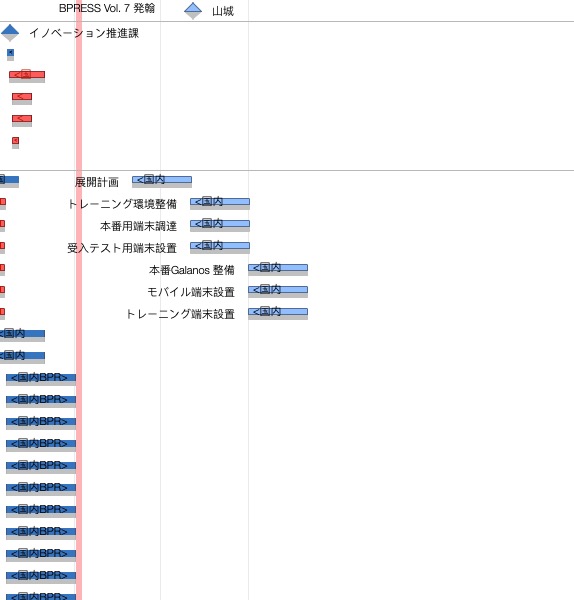 BPRESS Vol. 7 発翰
山城
イノベーション推進課
<国
<
<
展開計画
<国内
トレーニング環境整備
<国内
本番用端末調達
<国内
受入テスト用端末設置
<国内
本番Galanos 整備
<国内
モバイル端末設置
<国内
トレーニング端末設置
<国内
<国内
<国内
<国内BPR>
<国内BPR>
<国内BPR>
<国内BPR>
<国内BPR>
<国内BPR>
<国内BPR>
<国内BPR>
<国内BPR>
<国内BPR>
<国内BPR>